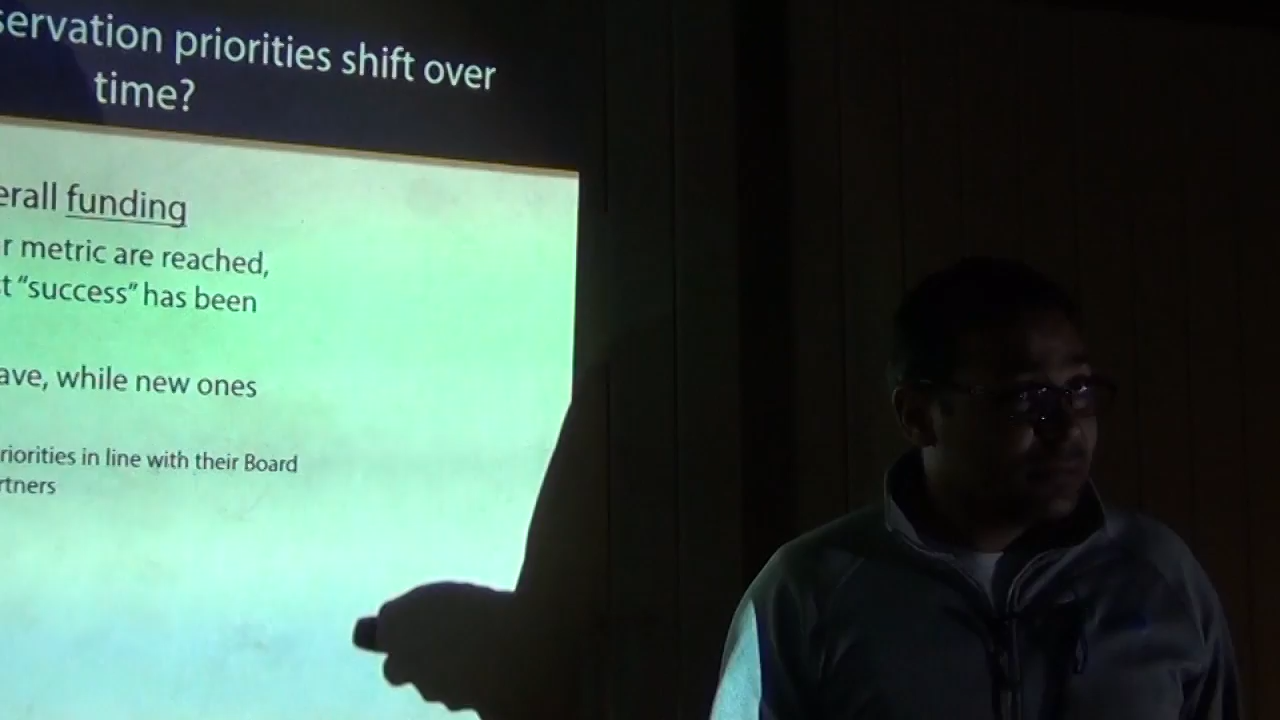 servation priorities shift over
time?
erall funding
r metric are reached,
t “success” has been
ave, while new ones
riorities in line with their Board
rtners